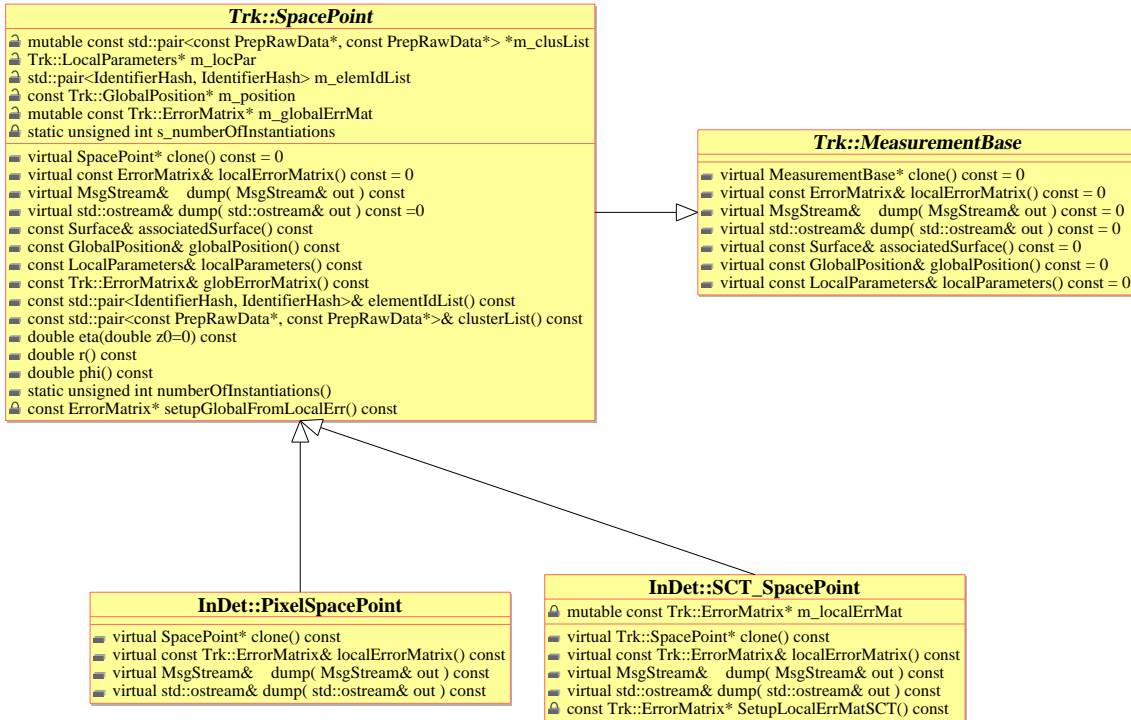 Trk::SpacePoint
mutable const std::pair<const PrepRawData*, const PrepRawData*> *m_clusList
Trk::LocalParameters* m_locPar
std::pair<IdentifierHash, IdentifierHash> m_elemIdList
const Trk::GlobalPosition* m_position
mutable const Trk::ErrorMatrix* m_globalErrMat
static unsigned int s_numberOfInstantiations
virtual SpacePoint* clone() const = 0
virtual const ErrorMatrix& localErrorMatrix() const = 0
virtual MsgStream& dump( MsgStream& out ) const
virtual std::ostream& dump( std::ostream& out ) const =0
const Surface& associatedSurface() const
const GlobalPosition& globalPosition() const
const LocalParameters& localParameters() const
const Trk::ErrorMatrix& globErrorMatrix() const
const std::pair<IdentifierHash, IdentifierHash>& elementIdList() const
const std::pair<const PrepRawData*, const PrepRawData*>& clusterList() const
double eta(double z0=0) const
double r() const
double phi() const
static unsigned int numberOfInstantiations()
const ErrorMatrix* setupGlobalFromLocalErr() const
Trk::MeasurementBase
virtual MeasurementBase* clone() const = 0
virtual const ErrorMatrix& localErrorMatrix() const = 0
virtual MsgStream& dump( MsgStream& out ) const = 0
virtual std::ostream& dump( std::ostream& out ) const = 0
virtual const Surface& associatedSurface() const = 0
virtual const GlobalPosition& globalPosition() const = 0
virtual const LocalParameters& localParameters() const = 0
InDet::PixelSpacePoint
virtual SpacePoint* clone() const
virtual const Trk::ErrorMatrix& localErrorMatrix() const
virtual MsgStream& dump( MsgStream& out ) const
virtual std::ostream& dump( std::ostream& out ) const
InDet::SCT_SpacePoint
mutable const Trk::ErrorMatrix* m_localErrMat
virtual Trk::SpacePoint* clone() const
virtual const Trk::ErrorMatrix& localErrorMatrix() const
virtual MsgStream& dump( MsgStream& out ) const
virtual std::ostream& dump( std::ostream& out ) const
const Trk::ErrorMatrix* SetupLocalErrMatSCT() const